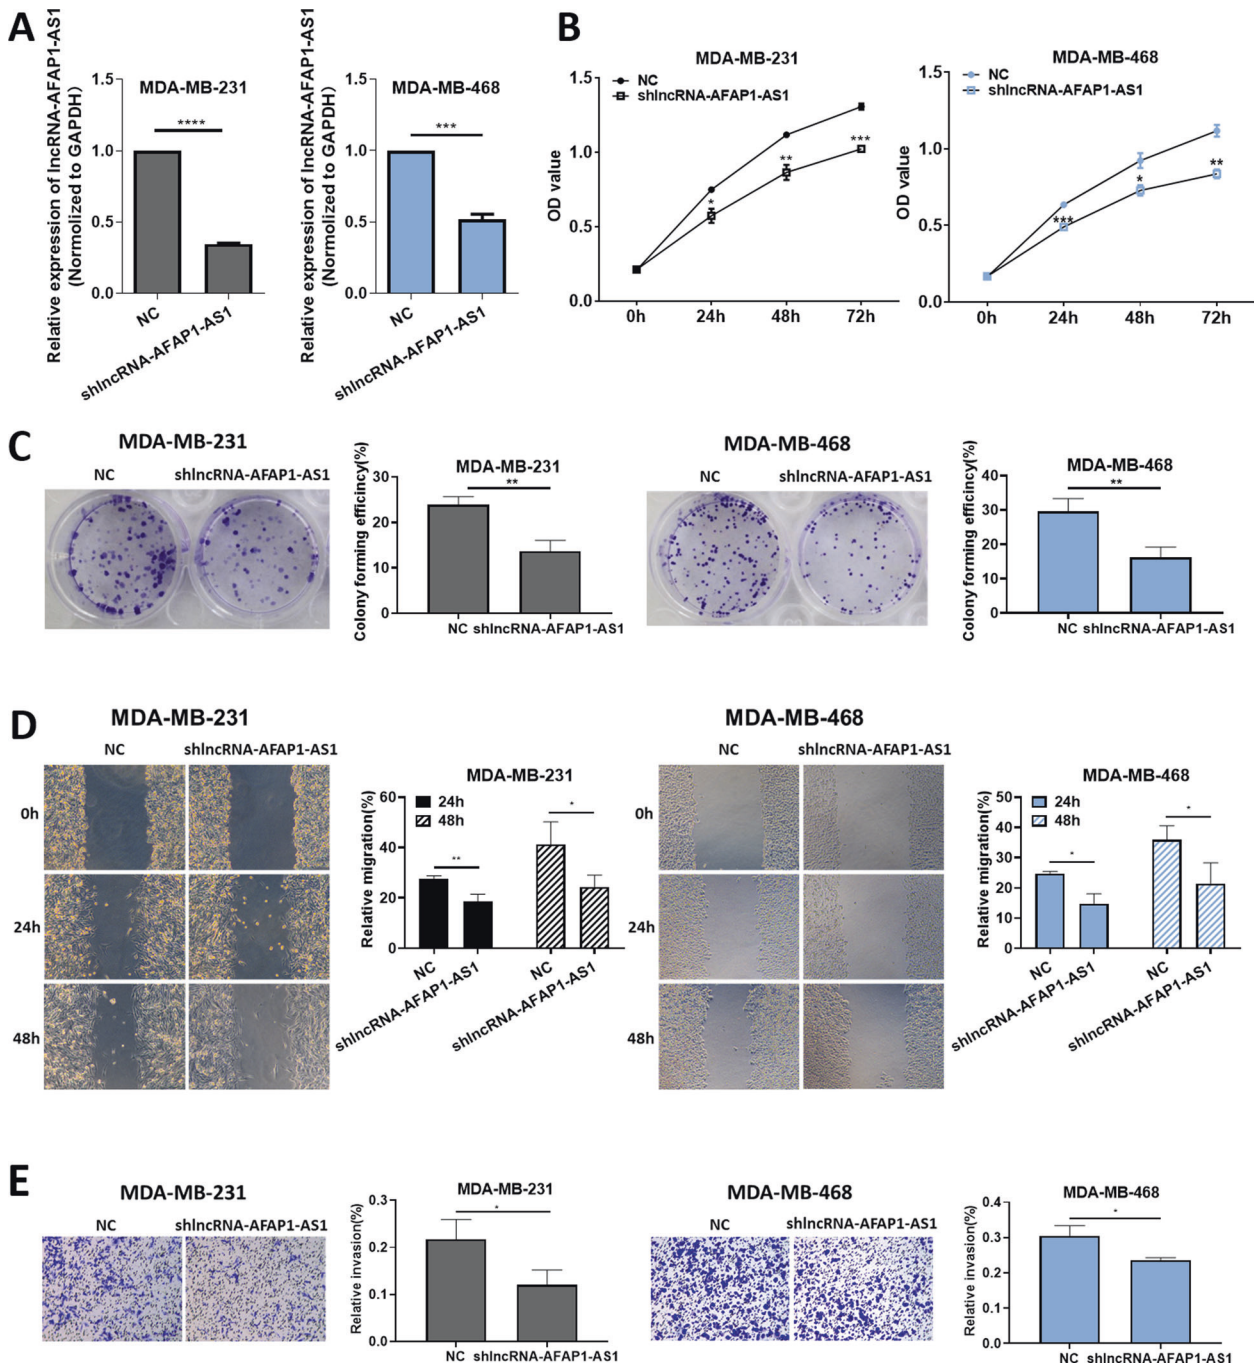 A
Relative expression of lncRNA-AFAP1-AS1
(Normolized to GAPDH)
1.5
1.0
0.5
0.0
MDA-MB-231
****
NC
shlncRNA-AFAP1-AS1
Relative expression of lncRNA-AFAP1-AS1
(Normolized to GAPDH)
1.5
1.0
0.5
0.0
MDA-MB-468
***
NC
shlncRNA-AFAP1-AS1
B
MDA-MB-231
NC
shlncRNA-AFAP1-AS1
OD value
1.5
1.0
0.5
0.0
*
**
***
0h 24h 48h 72h
MDA-MB-468
NC
shlncRNA-AFAP1-AS1
OD value
1.5
1.0
0.5
0.0
***
*
**
0h 24h 48h 72h
C
MDA-MB-231
NC shlncRNA-AFAP1-AS1
Colony forming efficincy(%)
30
20
10
0
MDA-MB-231
**
NC shlncRNA-AFAP1-AS1
MDA-MB-468
NC shlncRNA-AFAP1-AS1
Colony forming efficincy(%)
40
30
20
10
0
MDA-MB-468
**
NC shlncRNA-AFAP1-AS1
D
MDA-MB-231
NC shlncRNA-AFAP1-AS1
0h
24h
48h
MDA-MB-231
Relative migration(%)
60
40
20
0
24h
48h
**
*
NC
shlncRNA-AFAP1-AS1
NC
shlncRNA-AFAP1-AS1
MDA-MB-468
NC shlncRNA-AFAP1-AS1
0h
24h
48h
MDA-MB-468
Relative migration(%)
50
40
30
20
10
0
24h
48h
*
*
NC
shlncRNA-AFAP1-AS1
NC
shlncRNA-AFAP1-AS1
E
MDA-MB-231
NC shlncRNA-AFAP1-AS1
Relative invasion(%)
0.3
0.2
0.1
0.0
MDA-MB-231
*
NC shlncRNA-AFAP1-AS1
MDA-MB-468
NC shlncRNA-AFAP1-AS1
Relative invasion(%)
0.4
0.3
0.2
0.1
0.0
MDA-MB-468
*
NC shlncRNA-AFAP1-AS1